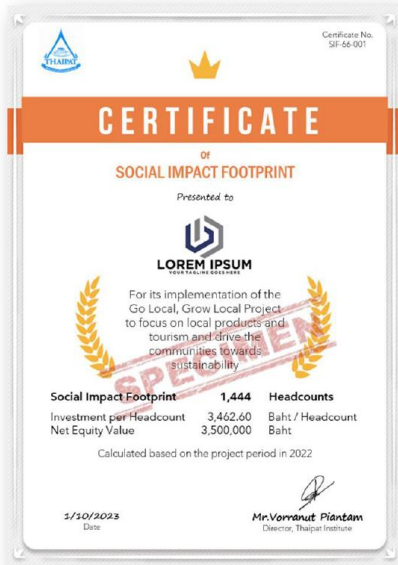 THAIPAT
Certificate No.
SIF-66-001
CERTIFICATE
Of
SOCIAL IMPACT FOOTPRINT
Presented to
LOREM IPSUM
YOUR TAGLINE GOES HERE
For its implementation of the
Go Local, Grow Local Project
to focus on local products and
tourism and drive the
communities towards
sustainability
SPECIMEN
Social Impact Footprint 1,444 Headcounts
Investment per Headcount 3,462.60 Baht / Headcount
Net Equity Value 3,500,000 Baht
Calculated based on the project period in 2022
1/10/2023
Date
Mr.Vorranut Piantam
Director, Thaipat Institute